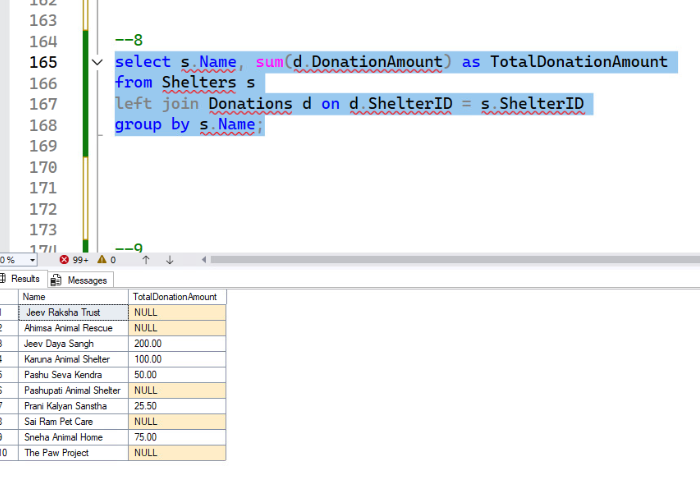 163
164 --8
165 select s.Name, sum(d.DonationAmount) as TotalDonationAmount
166 from Shelters s
167 left join Donations d on d.ShelterID = s.ShelterID
168 group by s.Name;
169
170
171
172
173
174 --9
0 % 99+ 0
Results Messages
Name TotalDonationAmount
Jeev Raksha Trust NULL
2 Ahimsa Animal Rescue NULL
3 Jeev Daya Sangh 200.00
4 Karuna Animal Shelter 100.00
5 Pashu Seva Kendra 50.00
6 Pashupati Animal Shelter NULL
7 Prani Kalyan Sanstha 25.50
8 Sai Ram Pet Care NULL
9 Sneha Animal Home 75.00
10 The Paw Project NULL